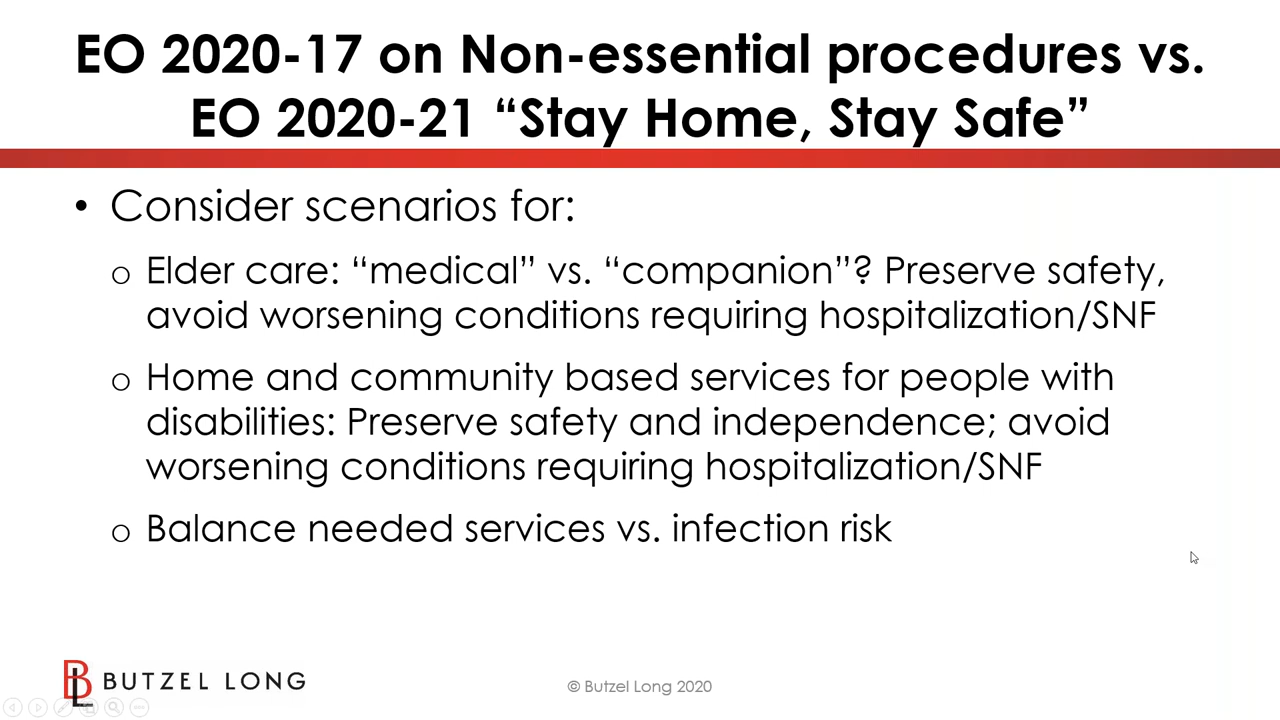 EO 2020-17 on Non-essential procedures vs.
EO 2020-21 “Stay Home, Stay Safe”
• Consider scenarios for:
o Elder care: “medical” vs. “companion”? Preserve safety,
avoid worsening conditions requiring hospitalization/SNF
o Home and community based services for people with
disabilities: Preserve safety and independence; avoid
worsening conditions requiring hospitalization/SNF
o Balance needed services vs. infection risk
BL BUTZEL LONG
© Butzel Long 2020